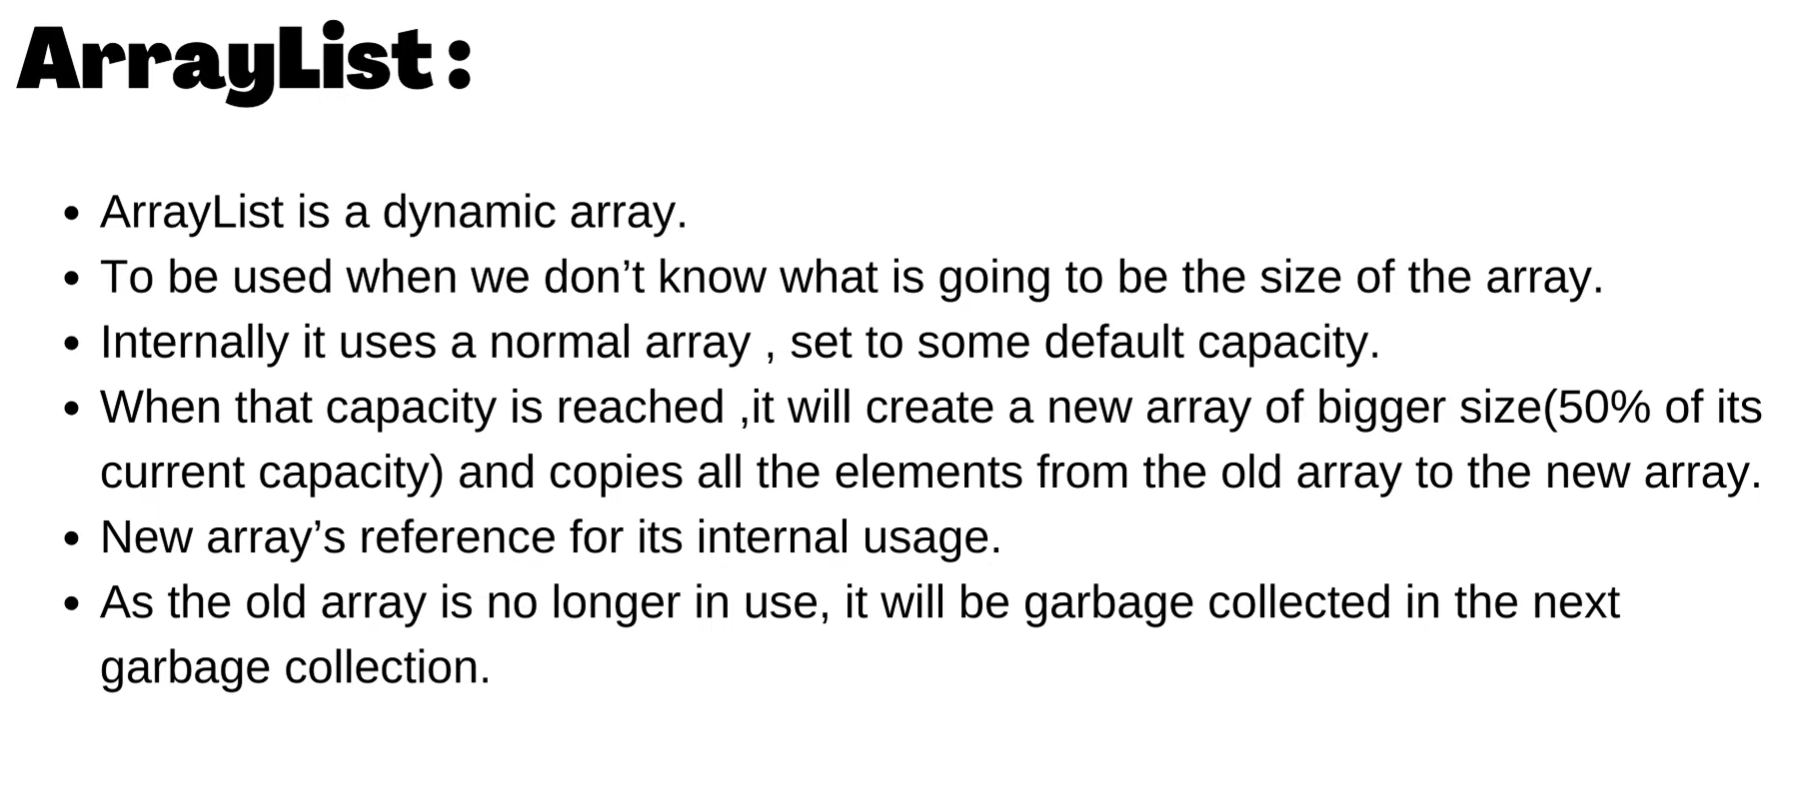 ArrayList:
• ArrayList is a dynamic array.
• To be used when we don’t know what is going to be the size of the array.
• Internally it uses a normal array , set to some default capacity.
• When that capacity is reached ,it will create a new array of bigger size(50% of its
current capacity) and copies all the elements from the old array to the new array.
• New array’s reference for its internal usage.
• As the old array is no longer in use, it will be garbage collected in the next
garbage collection.